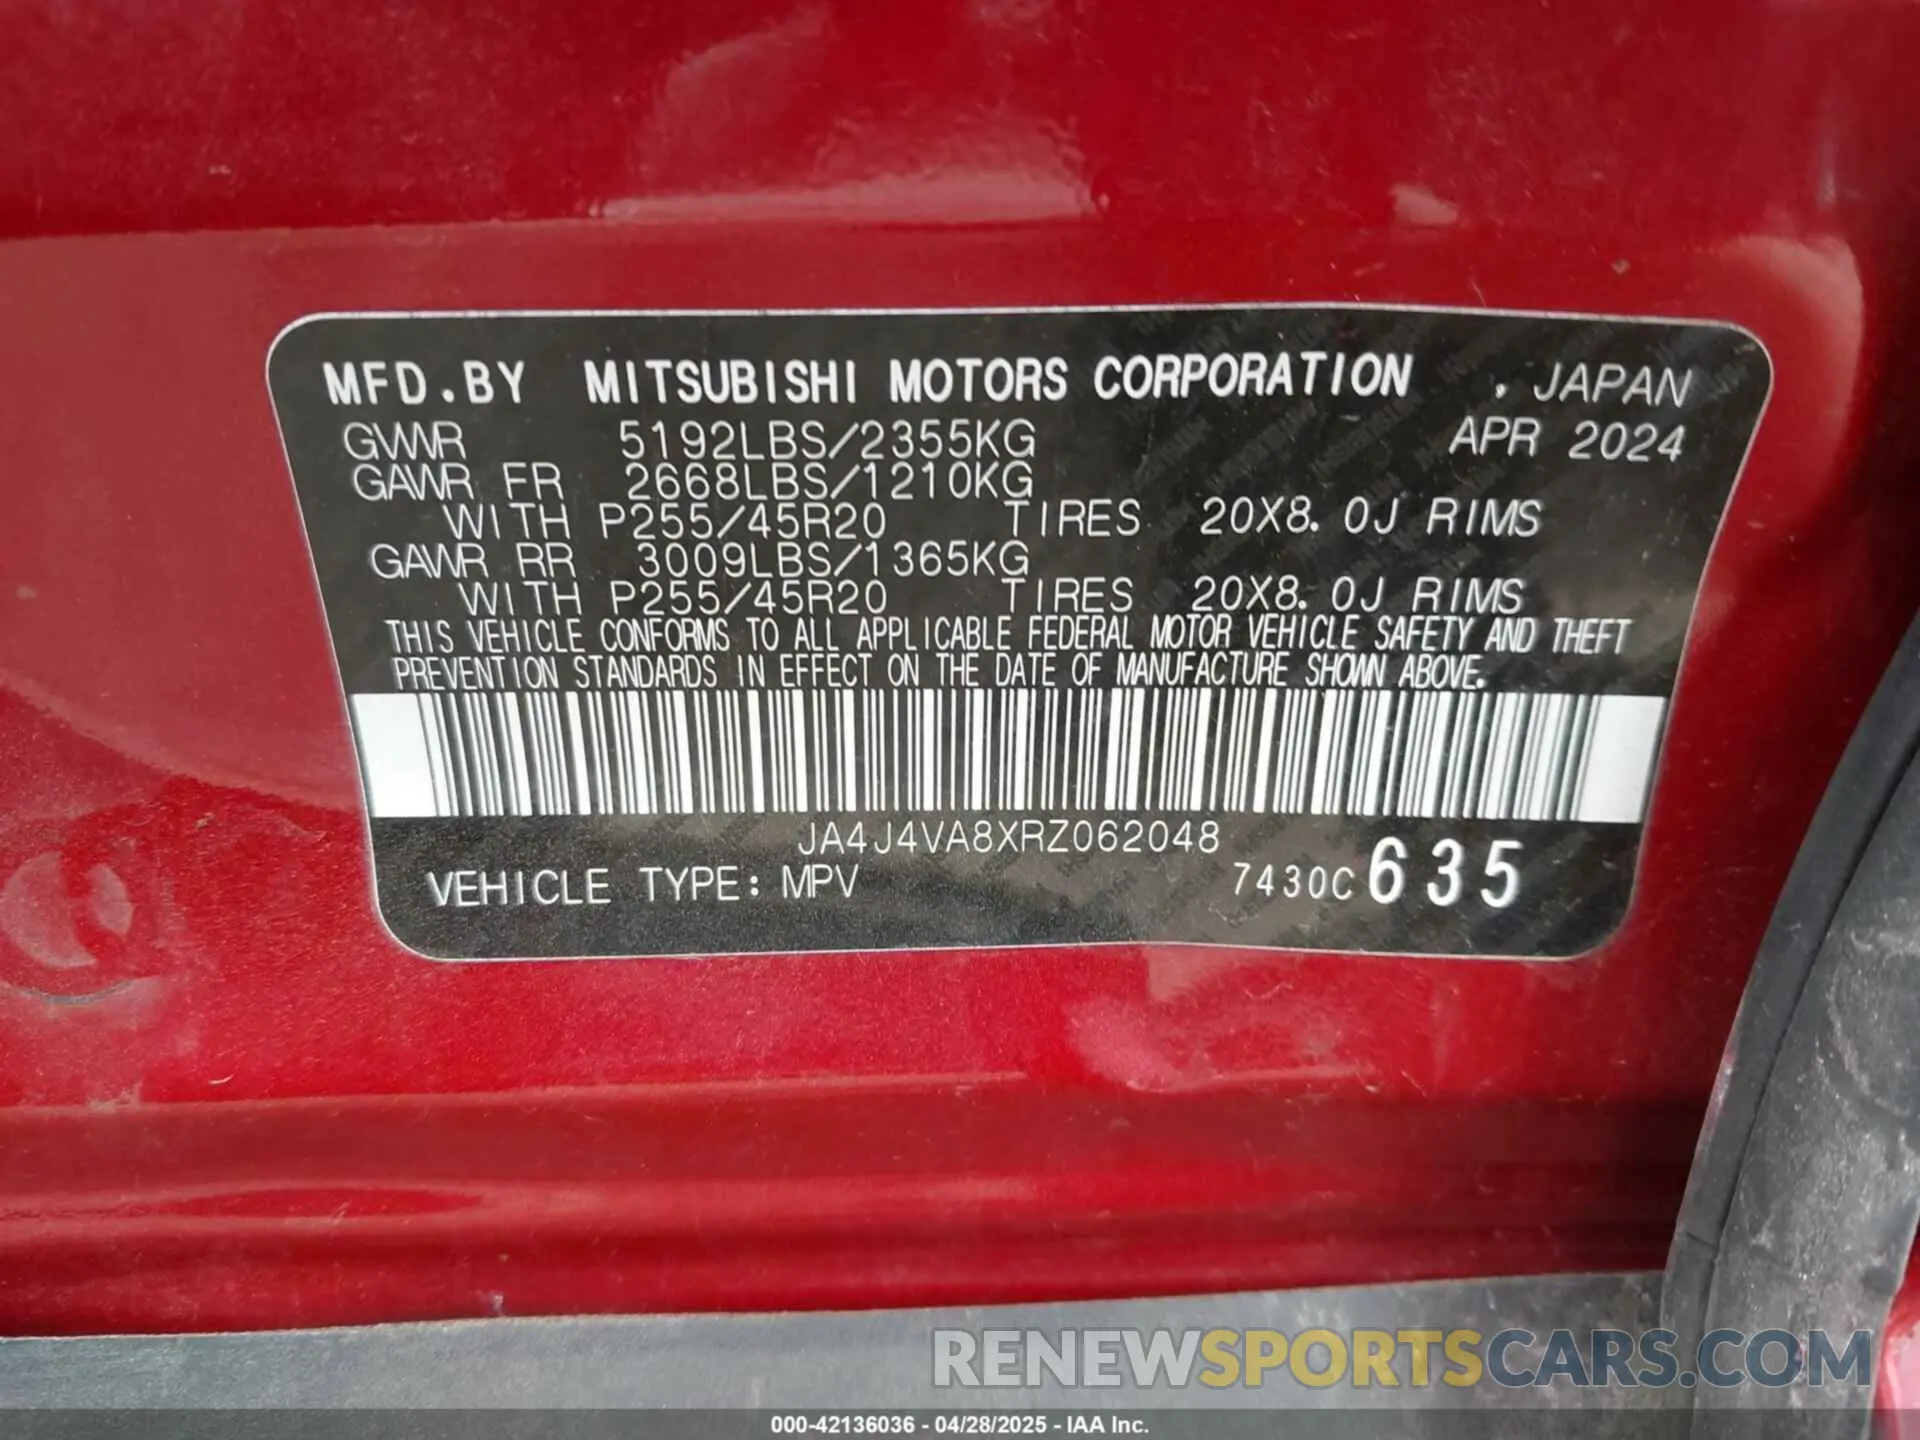 MFD.BY MITSUBISHI MOTORS CORPORATION , JAPAN
GVWR 5192LBS/2355KG APR 2024
GAWR FR 2668LBS/1210KG
WITH P255/45R20 TIRES 20X8.0J RIMS
GAWR RR 3009LBS/1365KG
WITH P255/45R20 TIRES 20X8.0J RIMS
THIS VEHICLE CONFORMS TO ALL APPLICABLE FEDERAL MOTOR VEHICLE SAFETY AND THEFT
PREVENTION STANDARDS IN EFFECT ON THE DATE OF MANUFACTURE SHOWN ABOVE.
JA4J4VA8XRZ062048
VEHICLE TYPE: MPV 7430C 635
RENEWSPORTSCARS.COM
000-42136036 - 04/28/2025 - IAA Inc.